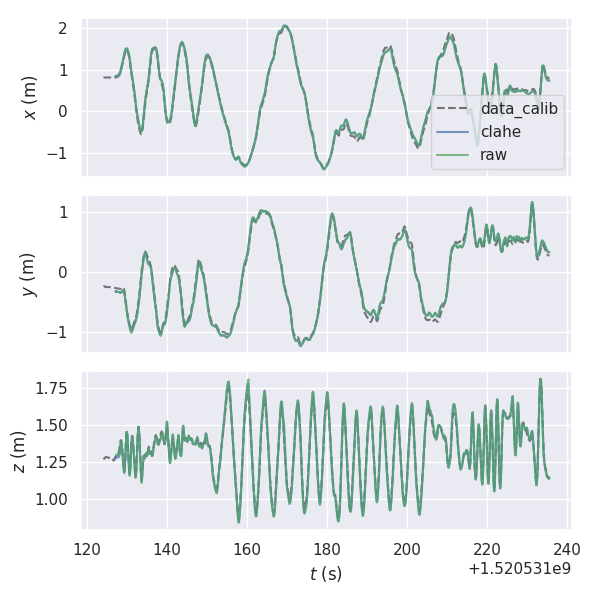 2
1
0
−1
x (m)
data_calib
clahe
raw
1
0
−1
y (m)
1.75
1.50
1.25
1.00
z (m)
120 140 160 180 200 220 240
t (s)
+1.520531e9